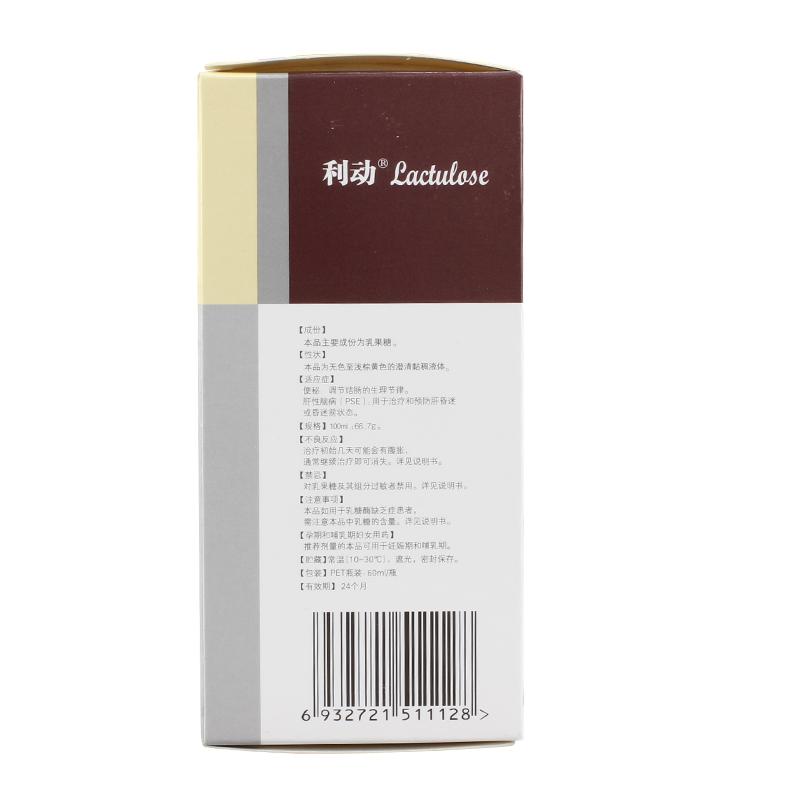 利动® Lactulose
【成份】
本品主要成份为乳果糖。
【性状】
本品为无色至浅棕黄色的澄清黏稠液体。
【适应症】
便秘：调节结肠的生理节律。
肝性脑病（PSE）：用于治疗和预防肝昏迷
或昏迷前状态。
【规格】100ml:66.7g。
【不良反应】
治疗初始几天可能会有腹胀，
通常继续治疗即可消失。详见说明书。
【禁忌】
对乳果糖及其组分过敏者禁用。详见说明书。
【注意事项】
本品如用于乳糖酶缺乏症患者，
需注意本品中乳糖的含量。详见说明书。
【孕期和哺乳期妇女用药】
推荐剂量的本品可用于妊娠期和哺乳期。
【贮藏】常温(10-30℃)，遮光，密封保存。
【包装】PET瓶装：60ml/瓶
【有效期】24个月
6 932721 511128 >